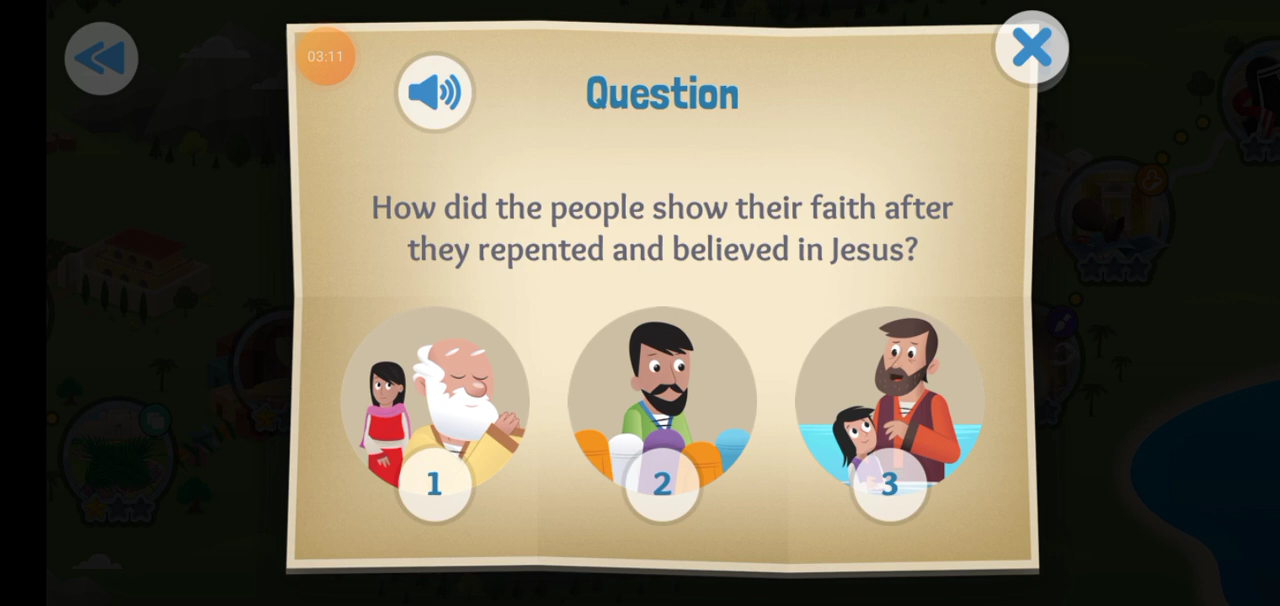 03:11
Question
How did the people show their faith after
they repented and believed in Jesus?
1 2 3